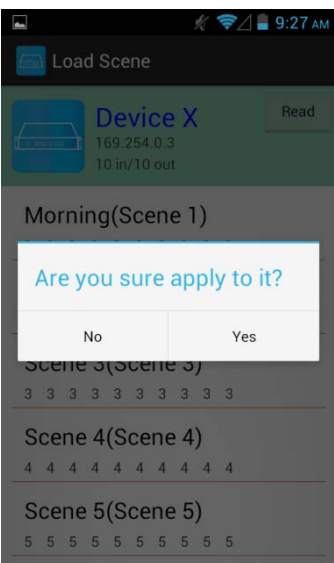 9:27 AM
Load Scene
Device X
Read
169.254.0.3
10 in/10 out
Morning(Scene 1)
Are you sure apply to it?
No
Yes
Scene 3(Scene 3)
3 3 3 3 3 3 3 3 3 3
Scene 4(Scene 4)
4 4 4 4 4 4 4 4 4 4
Scene 5(Scene 5)
5 5 5 5 5 5 5 5 5 5